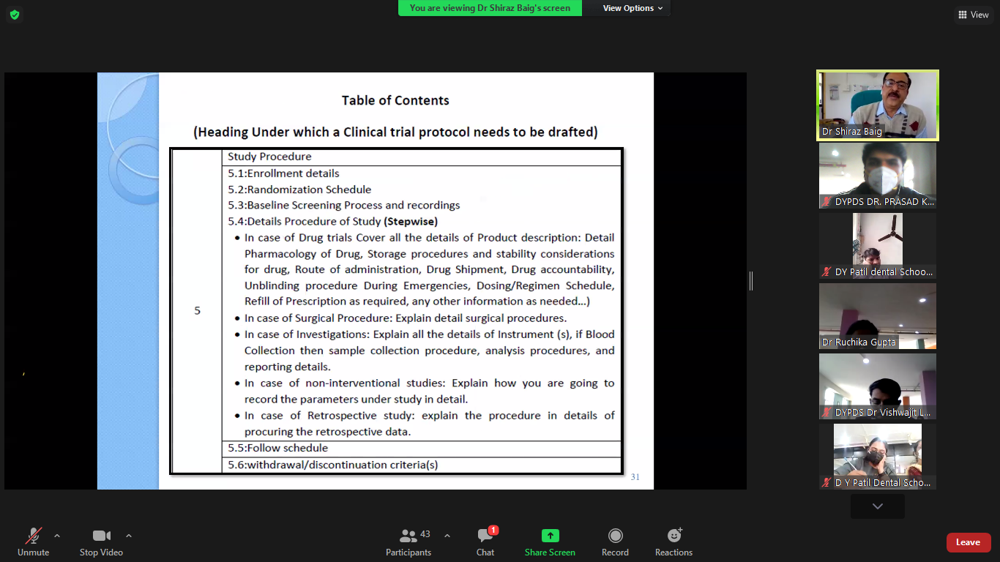 You are viewing Dr Shiraz Baig's screen
View Options
View
Table of Contents
(Heading Under which a Clinical trial protocol needs to be drafted)
5
Study Procedure
5.1:Enrollment details
5.2:Randomization Schedule
5.3:Baseline Screening Process and recordings
5.4:Details Procedure of Study (Stepwise)
• In case of Drug trials Cover all the details of Product description: Detail
Pharmacology of Drug, Storage procedures and stability considerations
for drug, Route of administration, Drug Shipment, Drug accountability,
Unblinding procedure During Emergencies, Dosing/Regimen Schedule,
Refill of Prescription as required, any other information as needed...)
• In case of Surgical Procedure: Explain detail surgical procedures.
• In case of Investigations: Explain all the details of Instrument (s), if Blood
Collection then sample collection procedure, analysis procedures, and
reporting details.
• In case of non-interventional studies: Explain how you are going to
record the parameters under study in detail.
• In case of Retrospective study: explain the procedure in details of
procuring the retrospective data.
5.5:Follow schedule
5.6:withdrawal/discontinuation criteria(s)
31
Dr Shiraz Baig
DYPDS DR. PRASAD K...
DY Patil dental Schoo...
Dr Ruchika Gupta
DYPDS Dr Vishwajit L...
D Y Patil Dental Scho...
Unmute
Stop Video
Participants
43
Chat
1
Share Screen
Record
Reactions
Leave